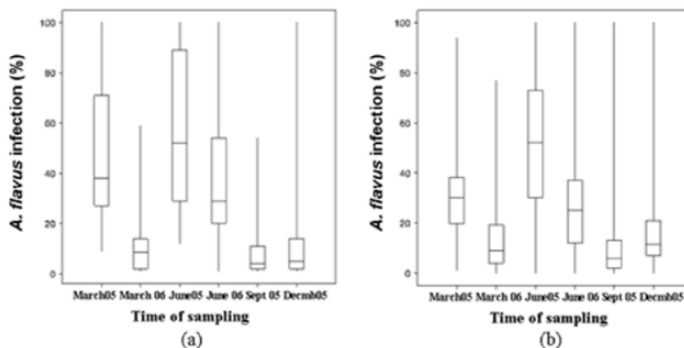 A. flavus infection (%)
100
80
60
40
20
0
March05 March 06 June05 June 06 Sept 05 Decmb05
Time of sampling
(a)
A. flavus infection (%)
100
80
60
40
20
0
March05 March 06 June05 June 06 Sept 05 Decmb05
Time of sampling
(b)